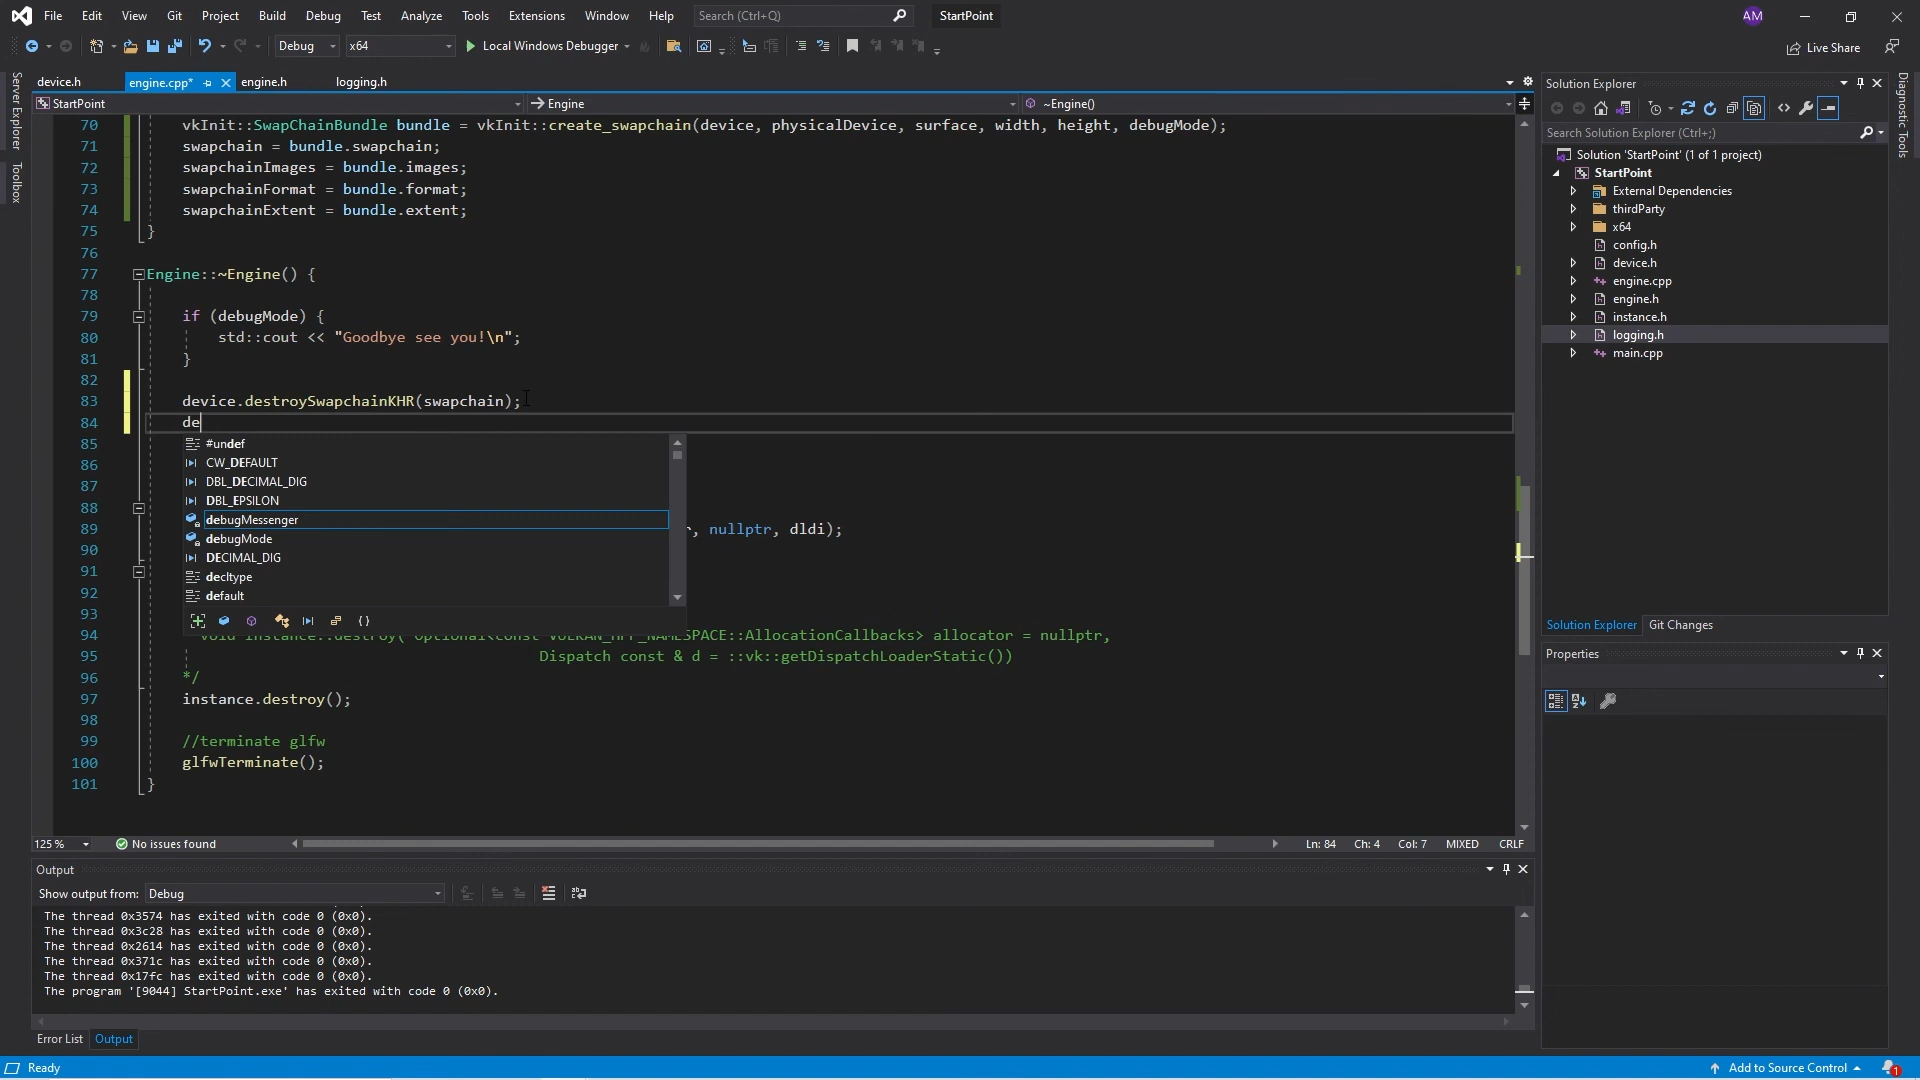 File Edit View Git Project Build Debug Test Analyze Tools Extensions Window Help Search (Ctrl+Q) StartPoint AM
Debug x64 Local Windows Debugger Live Share
device.h engine.cpp* engine.h logging.h
StartPoint Engine ~Engine()
70 vkInit::SwapChainBundle bundle = vkInit::create_swapchain(device, physicalDevice, surface, width, height, debugMode);
71 swapchain = bundle.swapchain;
72 swapchainImages = bundle.images;
73 swapchainFormat = bundle.format;
74 swapchainExtent = bundle.extent;
75 }
76
77 Engine::~Engine() {
78
79 if (debugMode) {
80 std::cout << "Goodbye see you!\n";
81 }
82
83 device.destroySwapchainKHR(swapchain);
84 de
85
86
87
88
89 r, nullptr, dldi);
90
91
92
93
#undef
CW_DEFAULT
DBL_DECIMAL_DIG
DBL_EPSILON
debugMessenger
debugMode
DECIMAL_DIG
decltype
default
94 AllocationCallbacks> allocator = nullptr,
95 Dispatch const & d = ::vk::getDispatchLoaderStatic())
96 */
97 instance.destroy();
98
99 //terminate glfw
100 glfwTerminate();
101 }
125 % No issues found Ln: 84 Ch: 4 Col: 7 MIXED CRLF
Output
Show output from: Debug
The thread 0x3574 has exited with code 0 (0x0).
The thread 0x3c28 has exited with code 0 (0x0).
The thread 0x2614 has exited with code 0 (0x0).
The thread 0x371c has exited with code 0 (0x0).
The thread 0x17fc has exited with code 0 (0x0).
The program '[9044] StartPoint.exe' has exited with code 0 (0x0).
Error List Output
Ready Add to Source Control 1
Server Explorer
Toolbox
Solution Explorer
Search Solution Explorer (Ctrl+;)
Solution 'StartPoint' (1 of 1 project)
StartPoint
External Dependencies
thirdParty
x64
config.h
device.h
engine.cpp
engine.h
instance.h
logging.h
main.cpp
Solution Explorer Git Changes
Properties
Diagnostic Tools